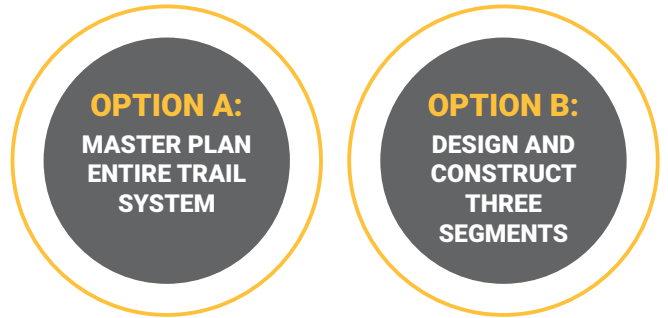 OPTION A:
MASTER PLAN
ENTIRE TRAIL
SYSTEM
OPTION B:
DESIGN AND
CONSTRUCT
THREE
SEGMENTS